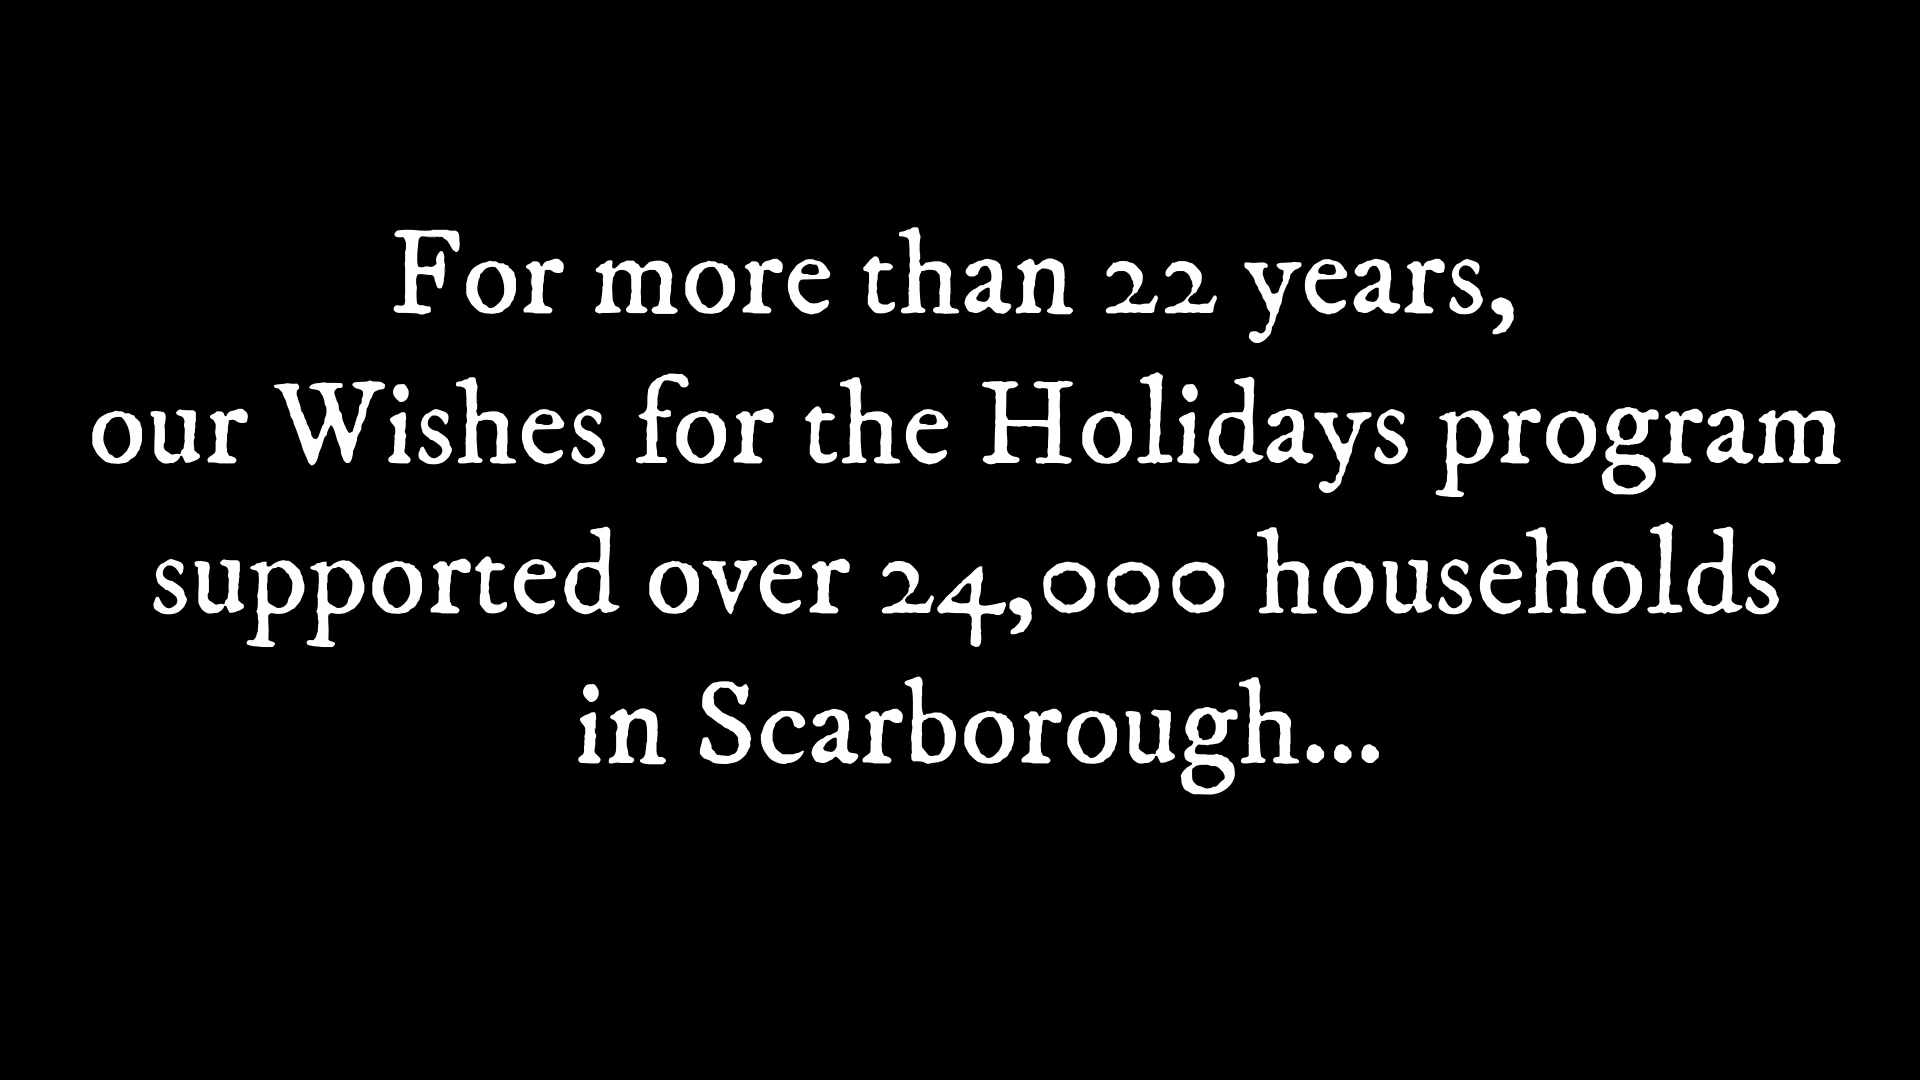 For more than 22 years,
our Wishes for the Holidays program
supported over 24,000 households
in Scarborough...